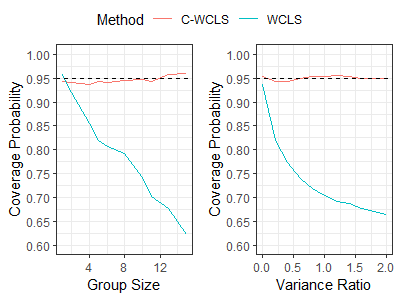 Method C-WCLS WCLS
Coverage Probability
1.00
0.95
0.90
0.85
0.80
0.75
0.70
0.65
0.60
4 8 12
Group Size
Coverage Probability
1.00
0.95
0.90
0.85
0.80
0.75
0.70
0.65
0.60
0.0 0.5 1.0 1.5 2.0
Variance Ratio